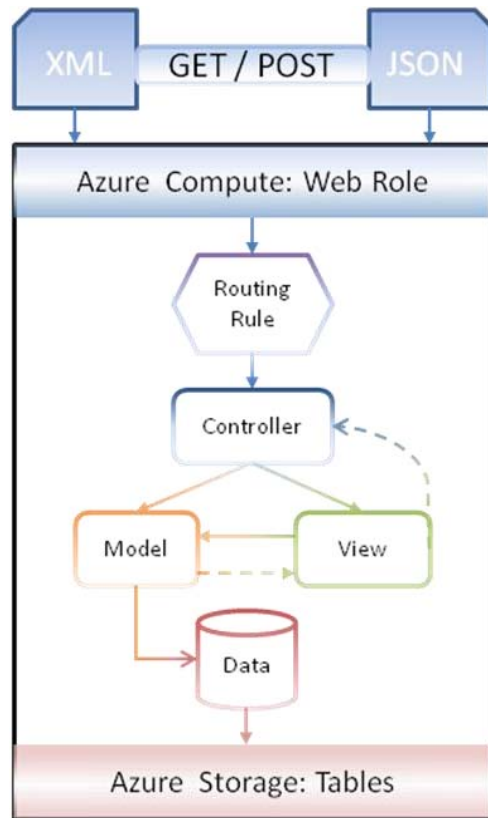 XML
GET / POST
JSON
Azure Compute: Web Role
Routing
Rule
Controller
Model
View
Data
Azure Storage: Tables